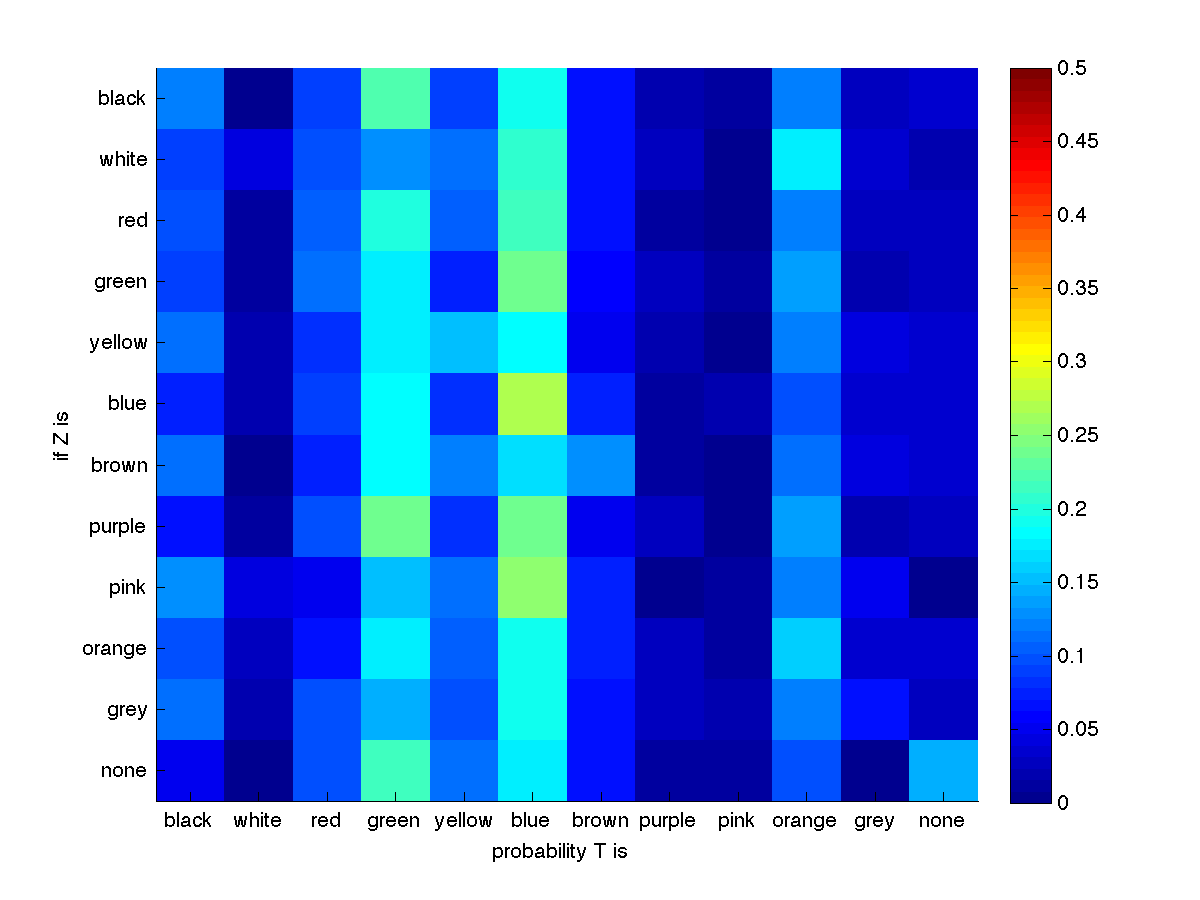 if Z is
black
white
red
green
yellow
blue
brown
purple
pink
orange
grey
none
black white red green yellow blue brown purple pink orange grey none
probability T is
0.5
0.45
0.4
0.35
0.3
0.25
0.2
0.15
0.1
0.05
0